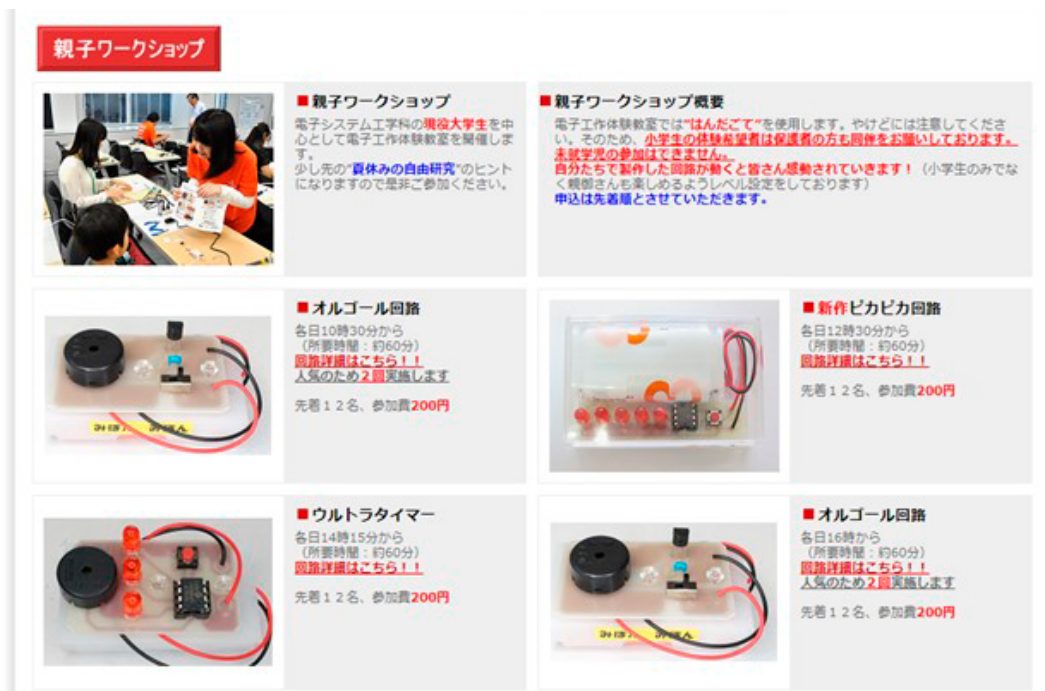 親子ワークショップ
■親子ワークショップ
電子システム工学科の現役大学生を中
心として電子工作体験教室を開催しま
す。
少し先の"夏休みの自由研究"のヒント
になりますので是非ご参加ください。
■親子ワークショップ概要
電子工作体験教室では"はんだごて"を使用します。やけどには注意してくださ
い。そのため、小学生の体験希望者は保護者の方も同伴をお願いしております。
未就学児の参加はできません。
自分たちで製作した回路が動くと皆さん感動されていきます！（小学生のみでな
く親御さんも楽しめるようレベル設定をしております）
申込は先着順とさせていただきます。
■オルゴール回路
各日10時30分から
（所要時間：約60分）
回路詳細はこちら！！
人気のため２回実施します
先着１２名、参加費200円
みほん みほん
■新作ピカピカ回路
各日12時30分から
（所要時間：約60分）
回路詳細はこちら！！
先着１２名、参加費200円
■ウルトラタイマー
各日14時15分から
（所要時間：約60分）
回路詳細はこちら！！
先着１２名、参加費200円
■オルゴール回路
各日16時から
（所要時間：約60分）
回路詳細はこちら！！
人気のため２回実施します
先着１２名、参加費200円
みほん みほん